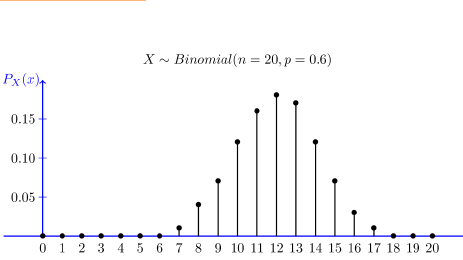 X ∼ Binomial(n = 20, p = 0.6)
P_X(x)
0.15
0.10
0.05
0 1 2 3 4 5 6 7 8 9 10 11 12 13 14 15 16 17 18 19 20